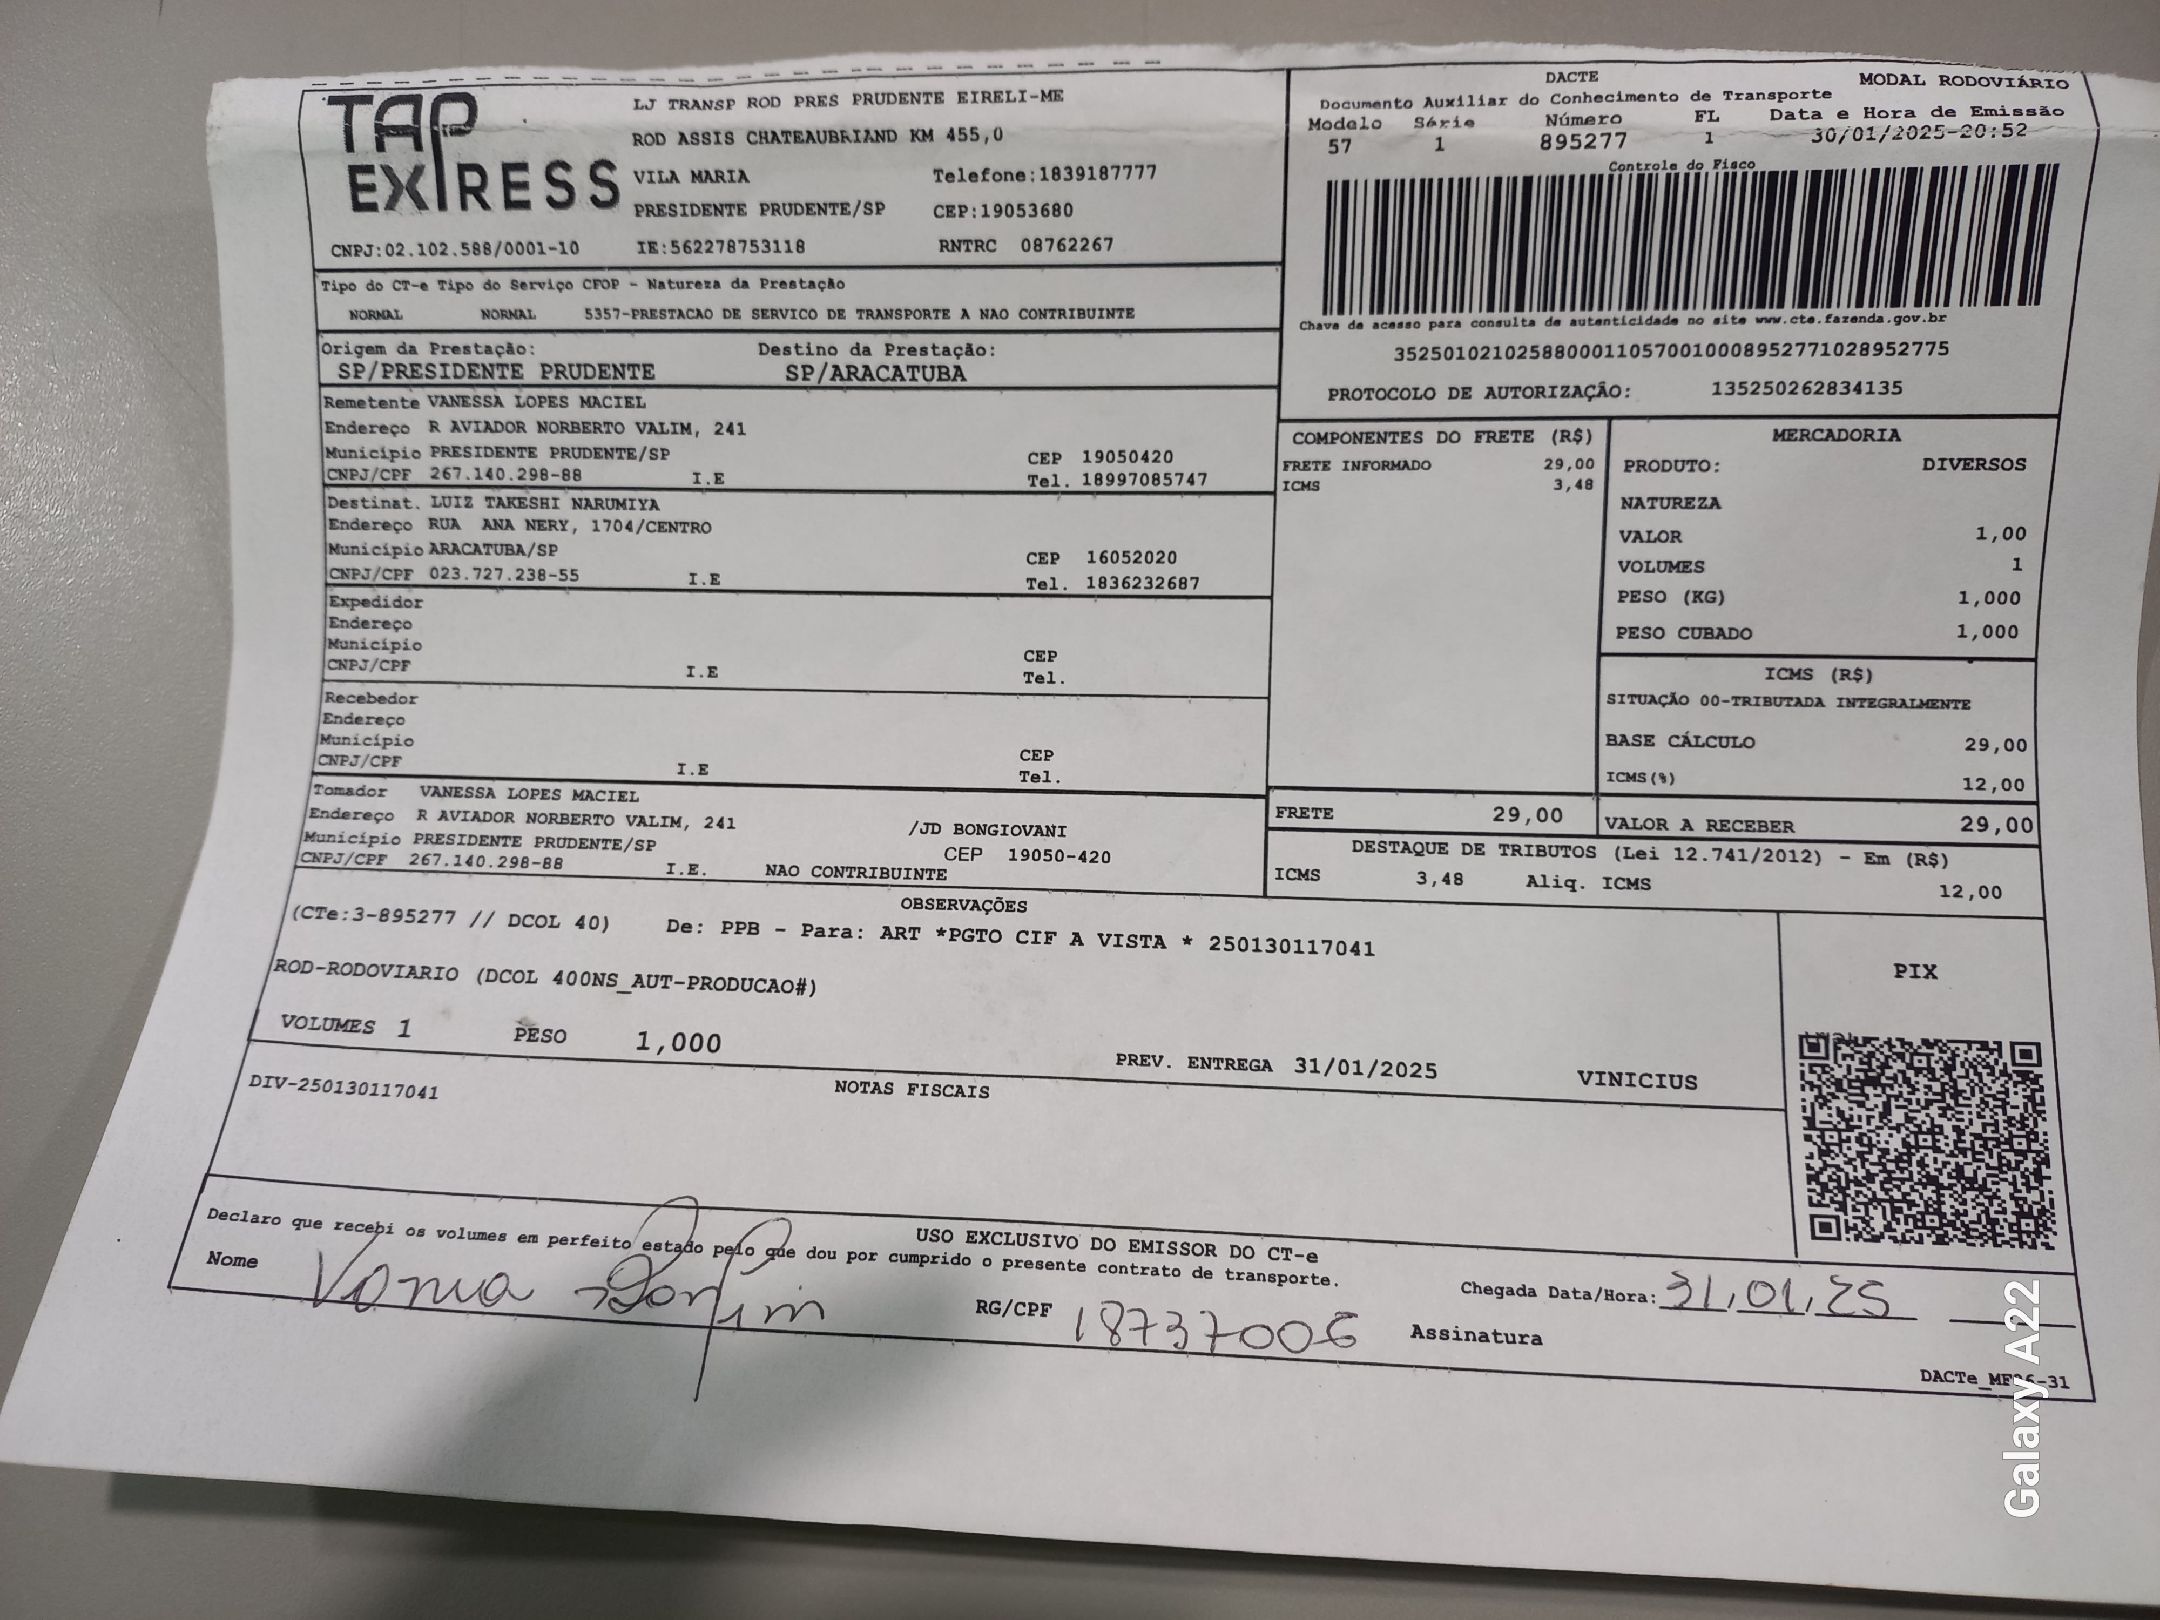 TAP EXPRESS
LJ TRANSP ROD PRES PRUDENTE EIRELI-ME
ROD ASSIS CHATEAUBRIAND KM 455,0
VILA MARIA Telefone:1839187777
PRESIDENTE PRUDENTE/SP CEP:19053680
CNPJ:02.102.588/0001-10 IE:562278753118 RNTRC 08762267
DACTE MODAL RODOVIÁRIO
Documento Auxiliar do Conhecimento de Transporte
Modelo Série Número FL Data e Hora de Emissão
57 1 895277 1 30/01/2025-20:52
Controle do Fisco
Chave de acesso para consulta de autenticidade no site www.cte.fazenda.gov.br
35250102102588000110570010008952771028952775
PROTOCOLO DE AUTORIZAÇÃO: 135250262834135
Tipo do CT-e Tipo do Serviço CFOP - Natureza da Prestação
NORMAL NORMAL 5357-PRESTACAO DE SERVICO DE TRANSPORTE A NAO CONTRIBUINTE
Origem da Prestação: Destino da Prestação:
SP/PRESIDENTE PRUDENTE SP/ARACATUBA
Remetente VANESSA LOPES MACIEL
Endereço R AVIADOR NORBERTO VALIM, 241
Município PRESIDENTE PRUDENTE/SP CEP 19050420
CNPJ/CPF 267.140.298-88 I.E Tel. 18997085747
Destinat. LUIZ TAKESHI NARUMIYA
Endereço RUA ANA NERY, 1704/CENTRO
Município ARACATUBA/SP CEP 16052020
CNPJ/CPF 023.727.238-55 I.E Tel. 1836232687
Expedidor
Endereço
Município CEP
CNPJ/CPF I.E Tel.
Recebedor
Endereço
Município CEP
CNPJ/CPF I.E Tel.
Tomador VANESSA LOPES MACIEL
Endereço R AVIADOR NORBERTO VALIM, 241 /JD BONGIOVANI
Município PRESIDENTE PRUDENTE/SP CEP 19050-420
CNPJ/CPF 267.140.298-88 I.E. NAO CONTRIBUINTE
COMPONENTES DO FRETE (R$)
FRETE INFORMADO 29,00
ICMS 3,48
FRETE 29,00
MERCADORIA
PRODUTO: DIVERSOS
NATUREZA
VALOR 1,00
VOLUMES 1
PESO (KG) 1,000
PESO CUBADO 1,000
ICMS (R$)
SITUAÇÃO 00-TRIBUTADA INTEGRALMENTE
BASE CÁLCULO 29,00
ICMS(%) 12,00
VALOR A RECEBER 29,00
DESTAQUE DE TRIBUTOS (Lei 12.741/2012) - Em (R$)
ICMS 3,48 Aliq. ICMS 12,00
OBSERVAÇÕES
(CTe:3-895277 // DCOL 40) De: PPB - Para: ART *PGTO CIF A VISTA * 250130117041
ROD-RODOVIARIO (DCOL 400NS_AUT-PRODUCAO#)
VOLUMES 1 PESO 1,000 PREV. ENTREGA 31/01/2025 VINICIUS
PIX
NOTAS FISCAIS
DIV-250130117041
USO EXCLUSIVO DO EMISSOR DO CT-e
Declaro que recebi os volumes em perfeito estado pelo que dou por cumprido o presente contrato de transporte.
Nome Vania RG/CPF 18737006 Chegada Data/Hora: 31,01,25
Assinatura
DACTe_MF06-31
Galaxy A22